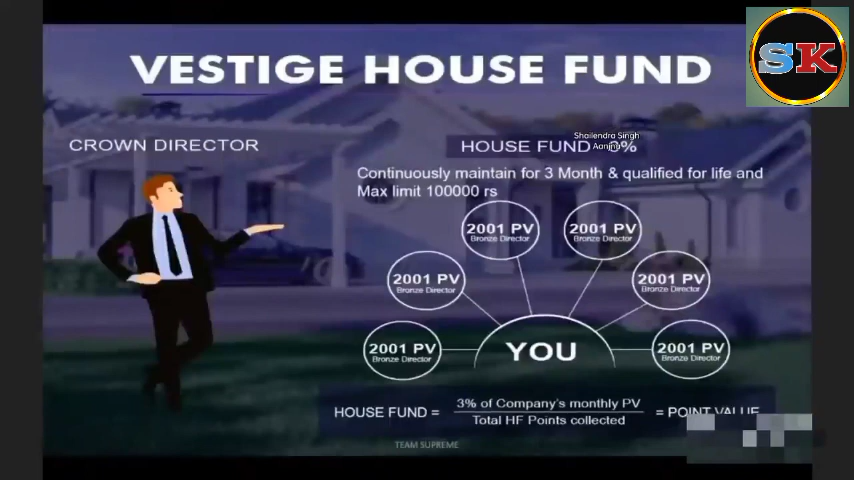 SK
VESTIGE HOUSE FUND
CROWN DIRECTOR
HOUSE FUND
%
Shailendra Singh
Continuously maintain for 3 Month & qualified for life and
Max limit 100000 rs
2001 PV
Bronze Director
2001 PV
Bronze Director
2001 PV
Bronze Director
2001 PV
Bronze Director
2001 PV
Bronze Director
2001 PV
Bronze Director
YOU
HOUSE FUND =
3% of Company's monthly PV
Total HF Points collected
= POINT VALUE
TEAM SUPREME